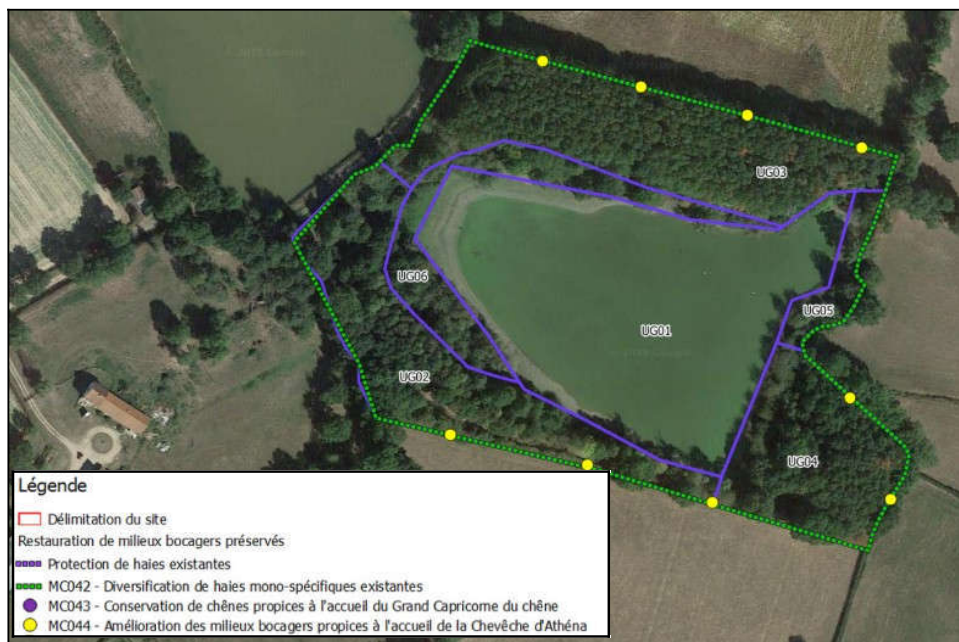 UG03
UG06
UG05
UG01
UG02
UG04
Légende
Délimitation du site
Restauration de milieux bocagers préservés
Protection de haies existantes
MC042 - Diversification de haies mono-spécifiques existantes
MC043 - Conservation de chênes propices à l'accueil du Grand Capricorne du chêne
MC044 - Amélioration des milieux bocagers propices à l'accueil de la Chevêche d'Athéna